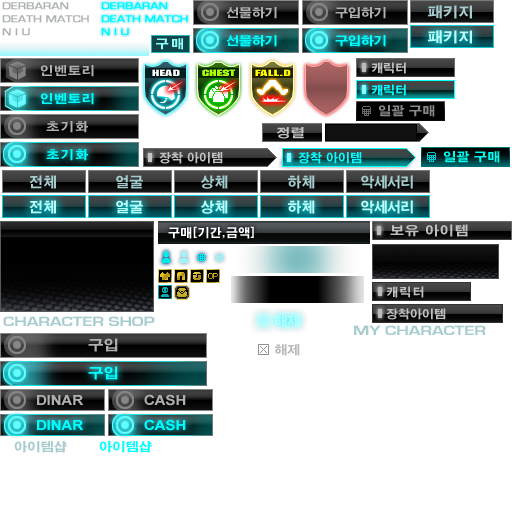 DERBARAN DERBARAN
DEATH MATCH DEATH MATCH
N I U N I U
선물하기 구입하기 패키지
구 매 선물하기 구입하기 패키지
인벤토리 HEAD CHEST FALL.D 캐릭터
인벤토리 캐릭터
일괄 구매
초기화 정렬
초기화 장착 아이템 장착 아이템 일괄 구매
전체 얼굴 상체 하체 악세서리
전체 얼굴 상체 하체 악세서리
구매[기간,금액] 보유 아이템
CP
캐릭터
장착아이템
CHARACTER SHOP 해제 MY CHARACTER
구입 해제
구입
DINAR CASH
DINAR CASH
아이템샵 아이템샵